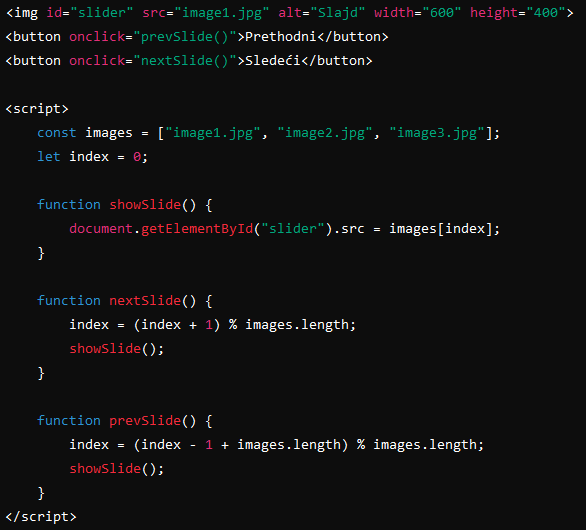 <img id="slider" src="image1.jpg" alt="Slajd" width="600" height="400">
<button onclick="prevSlide()">Prethodni</button>
<button onclick="nextSlide()">Sledeći</button>

<script>
    const images = ["image1.jpg", "image2.jpg", "image3.jpg"];
    let index = 0;

    function showSlide() {
        document.getElementById("slider").src = images[index];
    }

    function nextSlide() {
        index = (index + 1) % images.length;
        showSlide();
    }

    function prevSlide() {
        index = (index - 1 + images.length) % images.length;
        showSlide();
    }
</script>